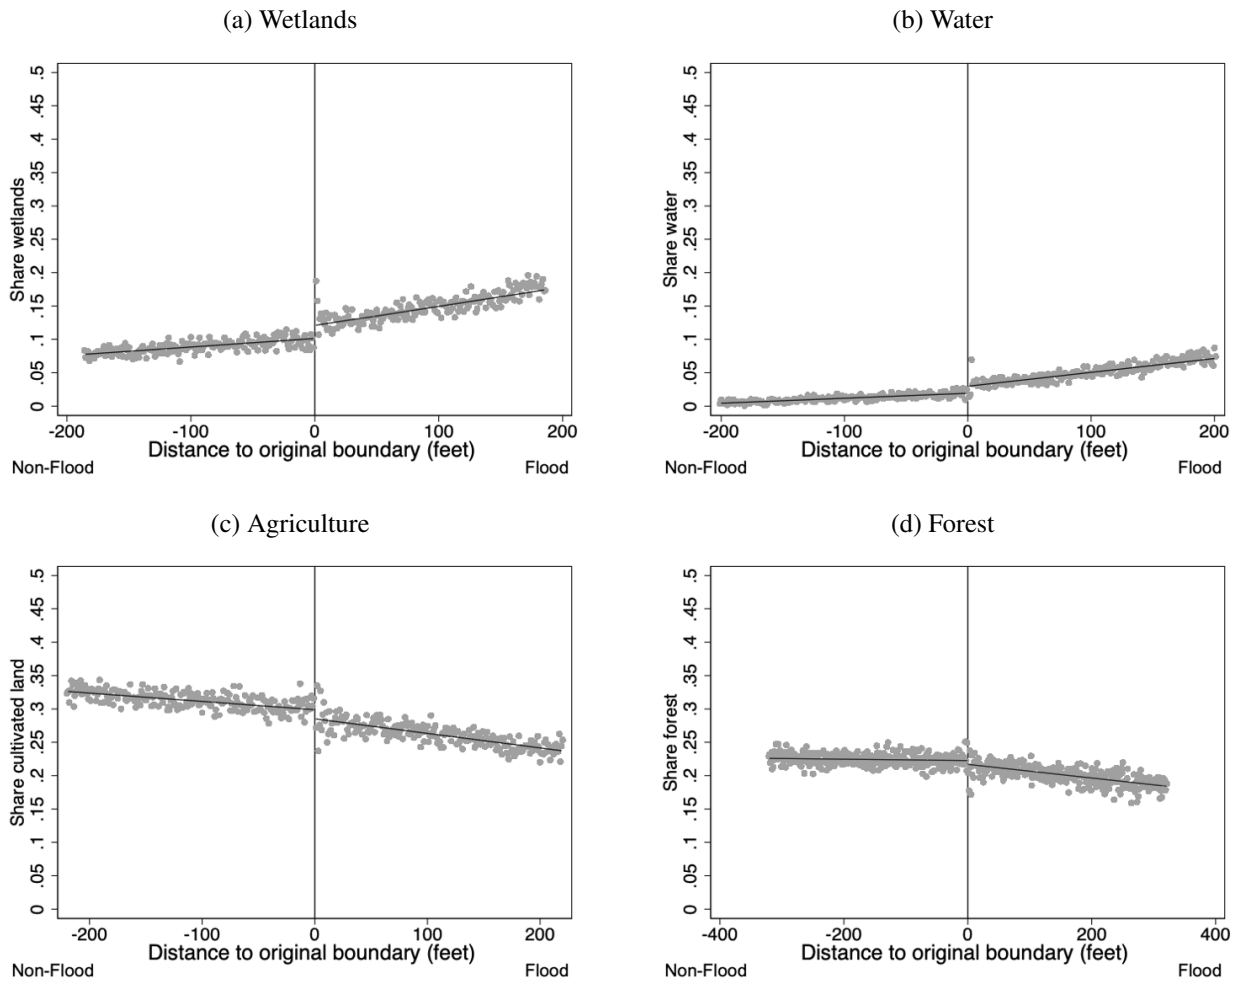 (a) Wetlands
Share wetlands
.5
.45
.4
.35
.3
.25
.2
.15
.1
.05
0
-200 -100 0 100 200
Distance to original boundary (feet)
Non-Flood Flood
(b) Water
Share water
.5
.45
.4
.35
.3
.25
.2
.15
.1
.05
0
-200 -100 0 100 200
Distance to original boundary (feet)
Non-Flood Flood
(c) Agriculture
Share cultivated land
.5
.45
.4
.35
.3
.25
.2
.15
.1
.05
0
-200 -100 0 100 200
Distance to original boundary (feet)
Non-Flood Flood
(d) Forest
Share forest
.5
.45
.4
.35
.3
.25
.2
.15
.1
.05
0
-400 -200 0 200 400
Distance to original boundary (feet)
Non-Flood Flood